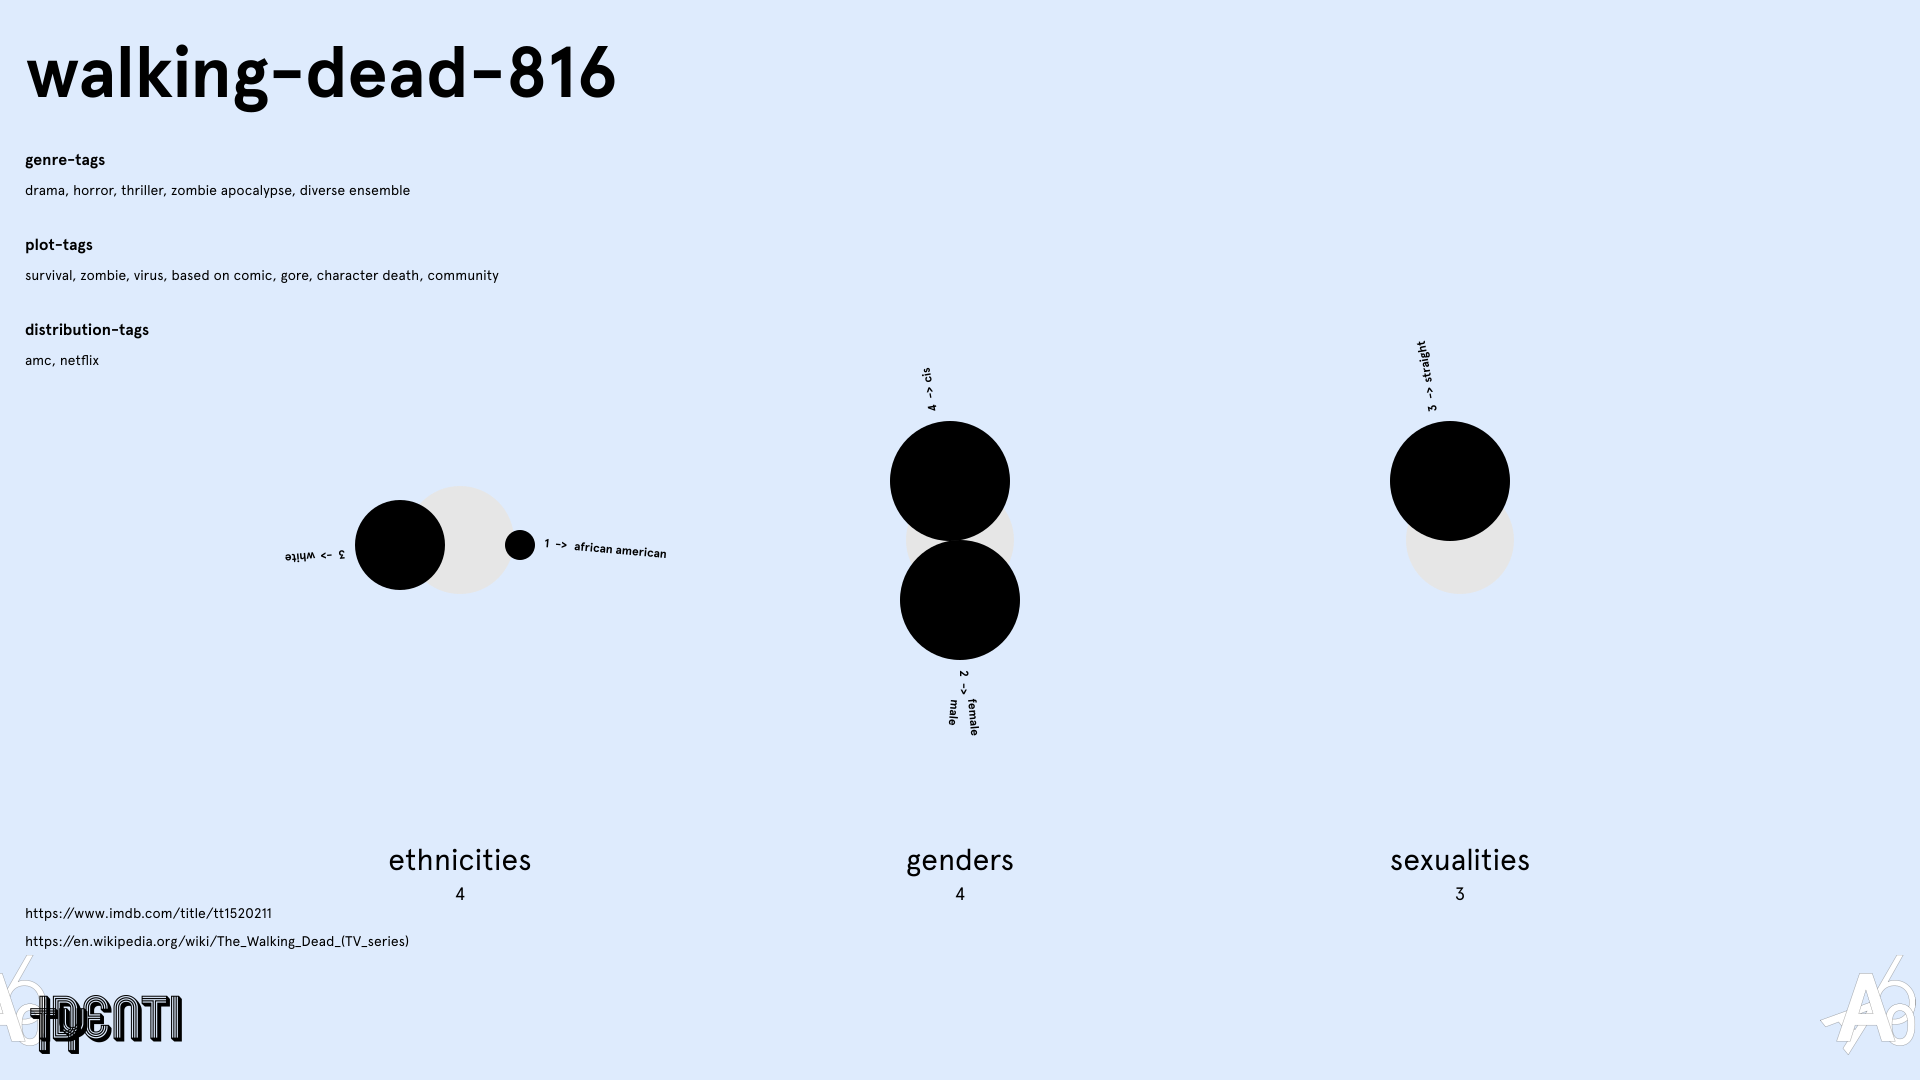 walking-dead-816
genre-tags
drama, horror, thriller, zombie apocalypse, diverse ensemble
plot-tags
survival, zombie, virus, based on comic, gore, character death, community
distribution-tags
amc, netflix
3 -> white
1 -> african american
4 -> cis
2 -> female
male
3 -> straight
ethnicities
4
genders
4
sexualities
3
https://www.imdb.com/title/tt1520211
https://en.wikipedia.org/wiki/The_Walking_Dead_(TV_series)
IDENTI